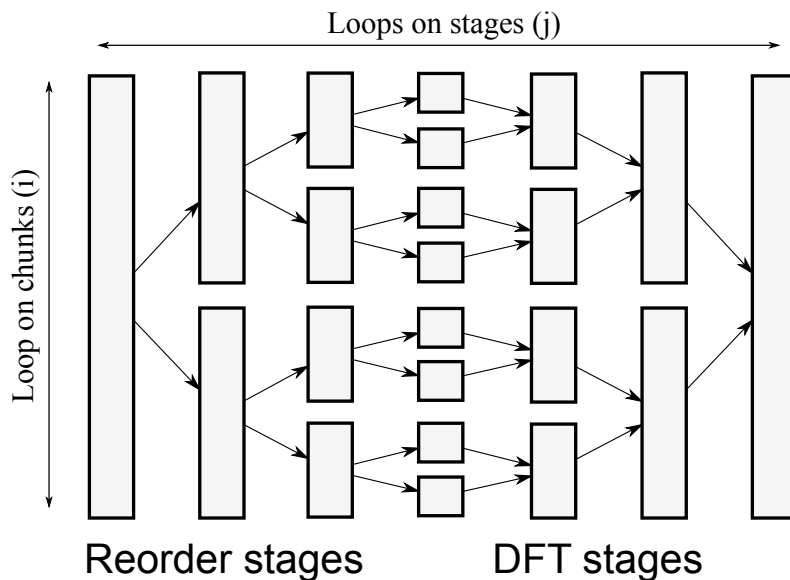 Loops on stages (j)
Loop on chunks (i)
Reorder stages
DFT stages